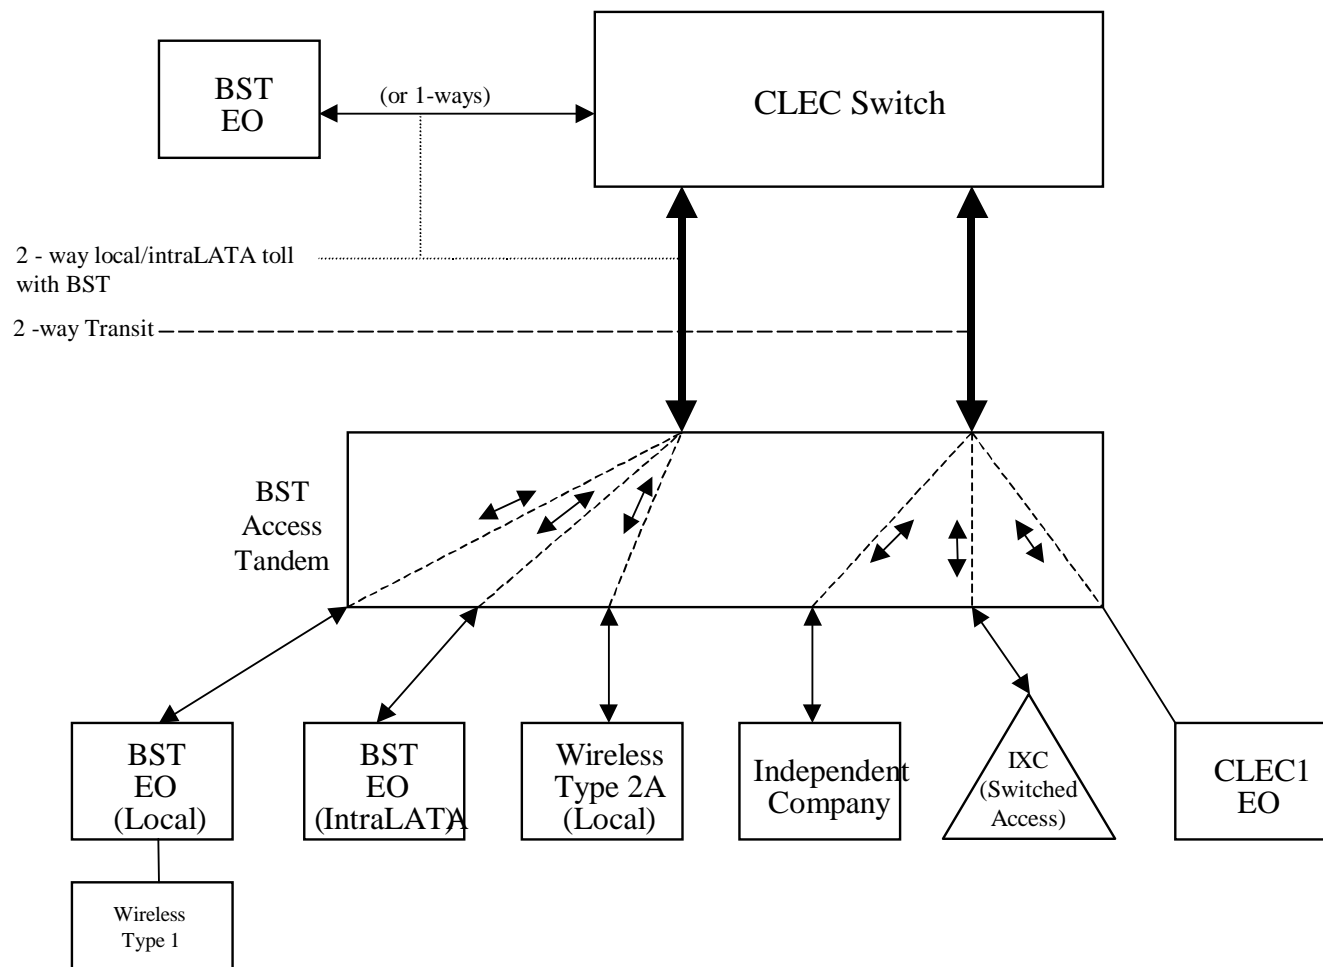 BST
EO
(or 1-ways)
CLEC Switch
2 - way local/intraLATA toll
with BST
2 -way Transit
BST
Access
Tandem
BST
EO
(Local)
BST
EO
(IntraLATA)
Wireless
Type 2A
(Local)
Independent
Company
IXC
(Switched
Access)
CLEC1
EO
Wireless
Type 1